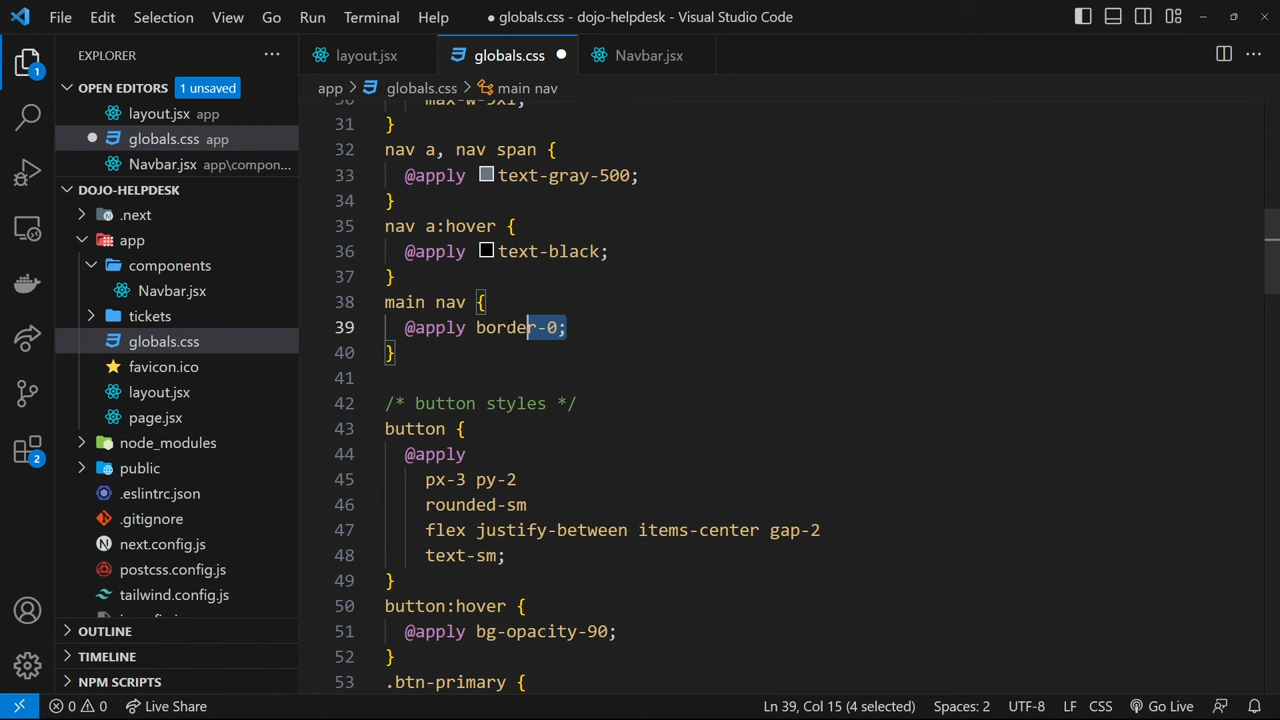 File Edit Selection View Go Run Terminal Help
● globals.css - dojo-helpdesk - Visual Studio Code
EXPLORER
OPEN EDITORS 1 unsaved
layout.jsx app
globals.css app
Navbar.jsx app\compon...
DOJO-HELPDESK
.next
app
components
Navbar.jsx
tickets
globals.css
favicon.ico
layout.jsx
page.jsx
node_modules
public
.eslintrc.json
.gitignore
next.config.js
postcss.config.js
tailwind.config.js
OUTLINE
TIMELINE
NPM SCRIPTS
1
2
layout.jsx globals.css Navbar.jsx
app > globals.css > main nav
30 max-w-5xl;
31 }
32 nav a, nav span {
33 @apply text-gray-500;
34 }
35 nav a:hover {
36 @apply text-black;
37 }
38 main nav {
39 @apply border-0;
40 }
41
42 /* button styles */
43 button {
44 @apply
45 px-3 py-2
46 rounded-sm
47 flex justify-between items-center gap-2
48 text-sm;
49 }
50 button:hover {
51 @apply bg-opacity-90;
52 }
53 .btn-primary {
0 0 Live Share Ln 39, Col 15 (4 selected) Spaces: 2 UTF-8 LF CSS Go Live